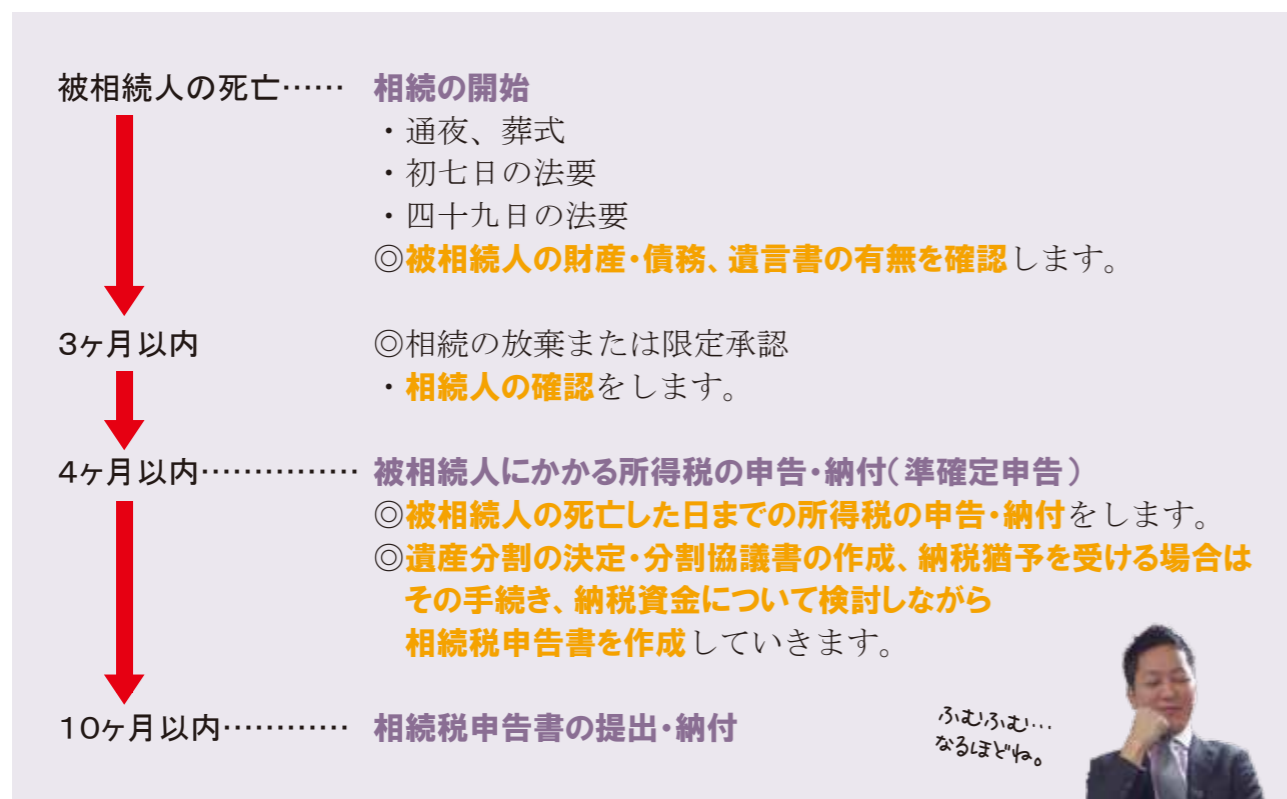 被相続人の死亡…… 相続の開始
・通夜、葬式
・初七日の法要
・四十九日の法要
◎被相続人の財産・債務、遺言書の有無を確認します。
3ヶ月以内 ◎相続の放棄または限定承認
・相続人の確認をします。
4ヶ月以内…………… 被相続人にかかる所得税の申告・納付(準確定申告)
◎被相続人の死亡した日までの所得税の申告・納付をします。
◎遺産分割の決定・分割協議書の作成、納税猶予を受ける場合は
その手続き、納税資金について検討しながら
相続税申告書を作成していきます。
10ヶ月以内………… 相続税申告書の提出・納付
ふむふむ…
なるほどね。